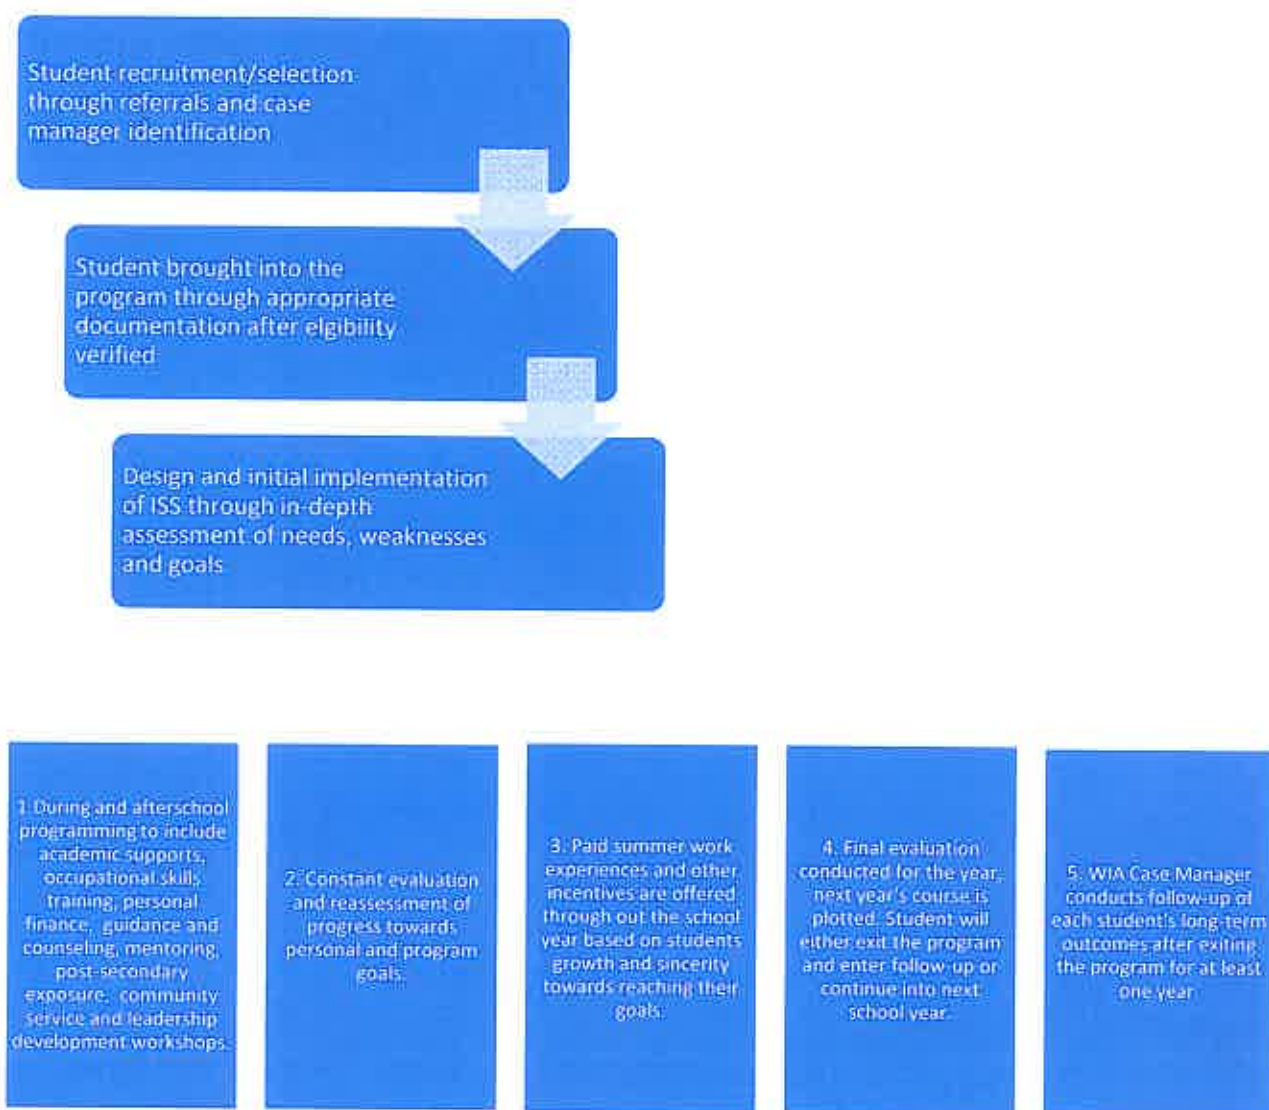 Student recruitment/selection
through referrals and case
manager identification
Student brought into the
program through appropriate
documentation after elgibility
verified
Design and initial implementation
of ISS through in-depth
assessment of needs, weaknesses
and goals
1 During and afterschool
programming to include
academic supports,
occupational skills
training, personal
finance, guidance and
counseling, mentoring,
post-secondary
exposure, community
service and leadership
development workshops.
2. Constant evaluation
and reassessment of
progress towards
personal and program
goals.
3. Paid summer work
experiences and other
incentives are offered
through out the school
year based on students
growth and sincerity
towards reaching their
goals.
4. Final evaluation
conducted for the year,
next year's course is
plotted. Student will
either exit the program
and enter follow-up or
continue into next
school year.
5. WIA Case Manager
conducts follow-up of
each student's long-term
outcomes after exiting
the program for at least
one year